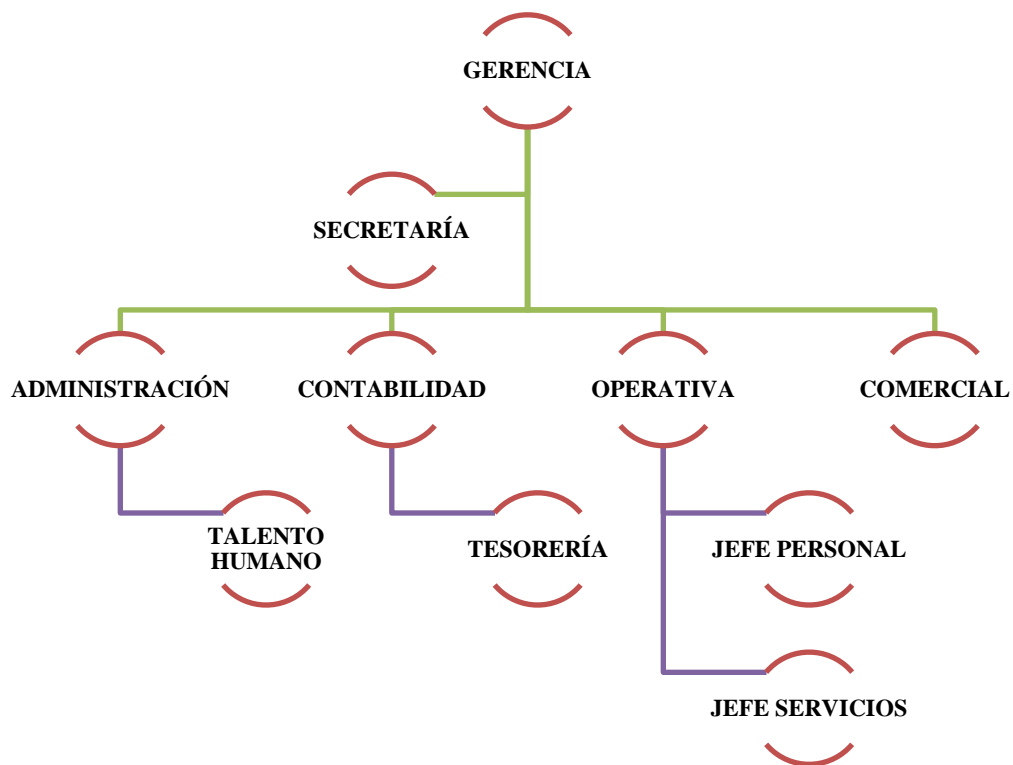 GERENCIA
SECRETARÍA
ADMINISTRACIÓN
CONTABILIDAD
OPERATIVA
COMERCIAL
TALENTO
HUMANO
TESORERÍA
JEFE PERSONAL
JEFE SERVICIOS